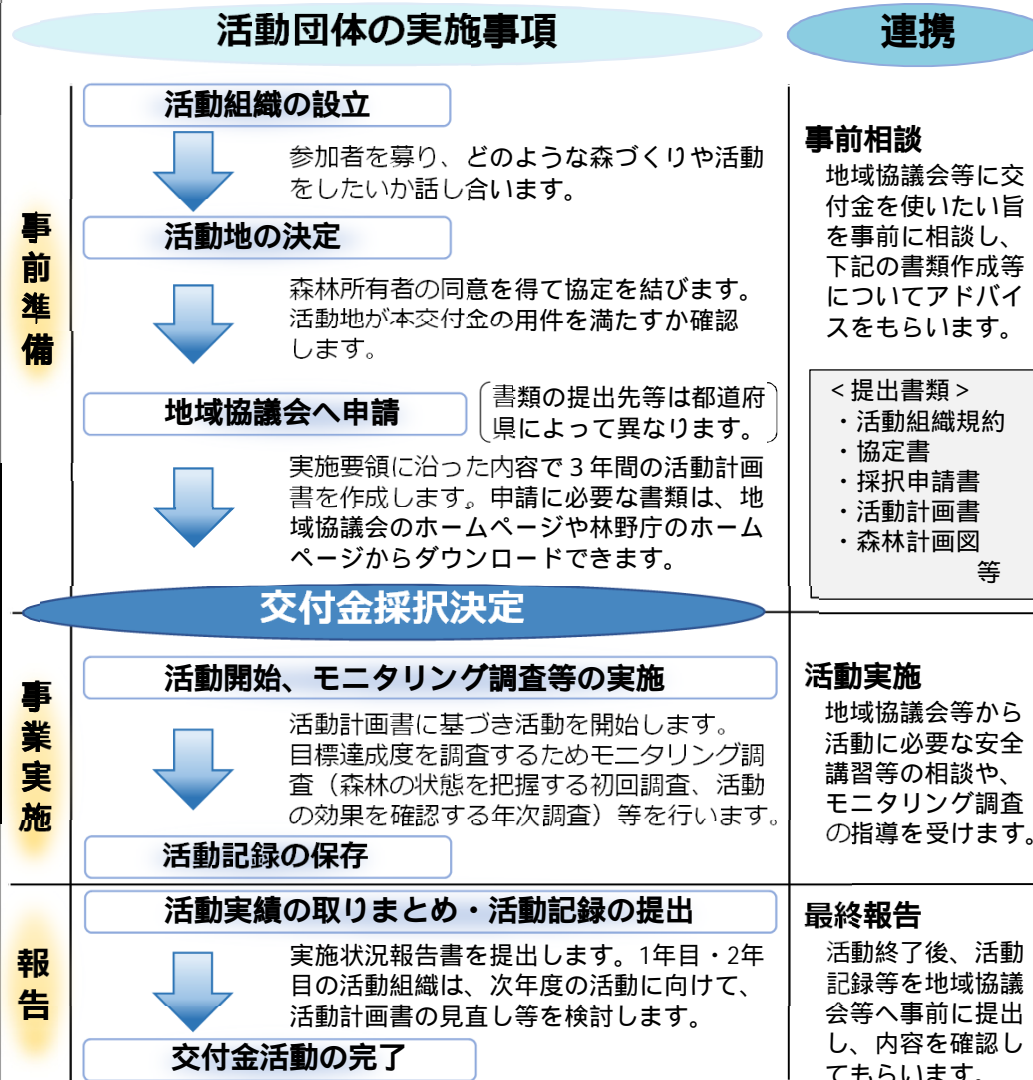 活動団体の実施事項
連携
事前準備
活動組織の設立
参加者を募り、どのような森づくりや活動
をしたいか話し合います。
活動地の決定
森林所有者の同意を得て協定を結びます。
活動地が本交付金の用件を満たすか確認
します。
地域協議会へ申請
書類の提出先等は都道府
県によって異なります。
実施要領に沿った内容で3年間の活動計画
書を作成します。申請に必要な書類は、地
域協議会のホームページや林野庁のホーム
ページからダウンロードできます。
事前相談
地域協議会等に交
付金を使いたい旨
を事前に相談し、
下記の書類作成等
についてアドバイ
スをもらいます。
<提出書類>
・活動組織規約
・協定書
・採択申請書
・活動計画書
・森林計画図
等
交付金採択決定
事業実施
活動開始、モニタリング調査等の実施
活動計画書に基づき活動を開始します。
目標達成度を調査するためモニタリング調
査（森林の状態を把握する初回調査、活動
の効果を確認する年次調査）等を行います。
活動記録の保存
活動実施
地域協議会等から
活動に必要な安全
講習等の相談や、
モニタリング調査
の指導を受けます。
報告
活動実績の取りまとめ・活動記録の提出
実施状況報告書を提出します。1年目・2年
目の活動組織は、次年度の活動に向けて、
活動計画書の見直し等を検討します。
交付金活動の完了
最終報告
活動終了後、活動
記録等を地域協議
会等へ事前に提出
し、内容を確認し
てもらいます。